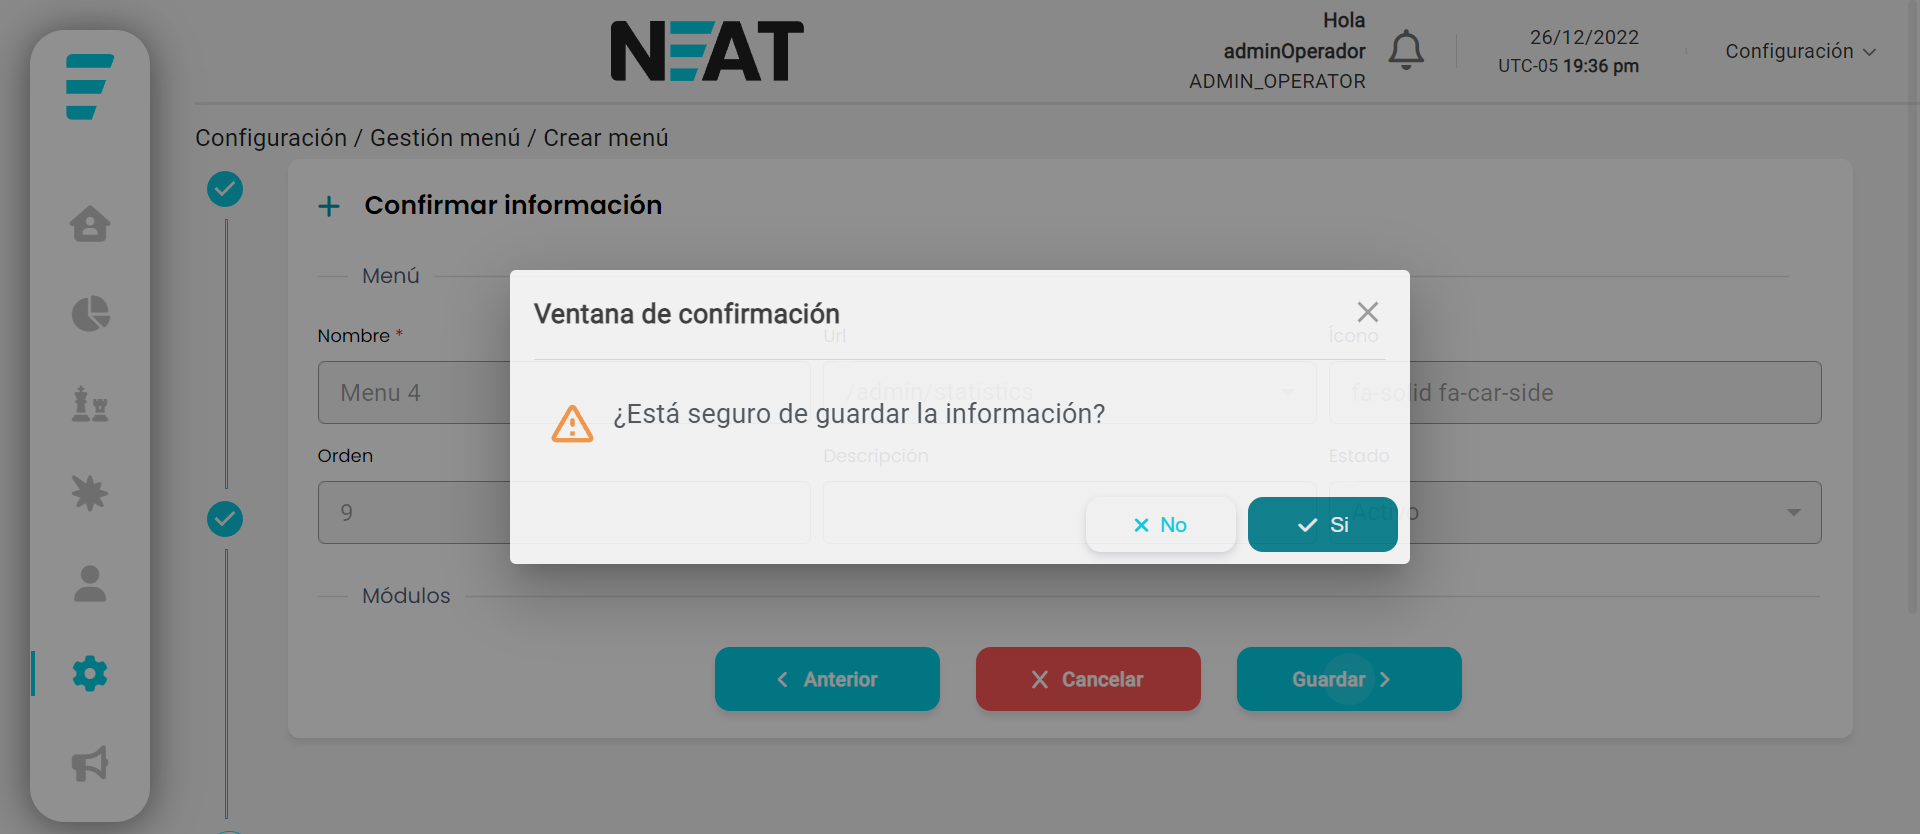 NEAT
Hola
adminOperador
ADMIN_OPERATOR
26/12/2022
UTC-05 19:36 pm
Configuración
Configuración / Gestión menú / Crear menú
Confirmar información
Menú
Ventana de confirmación
Nombre *
Url
Ícono
Menu 4
/admin/statistics
fa-solid fa-car-side
¿Está seguro de guardar la información?
Orden
Descripción
Estado
9
Activo
No
Si
Módulos
Anterior
Cancelar
Guardar